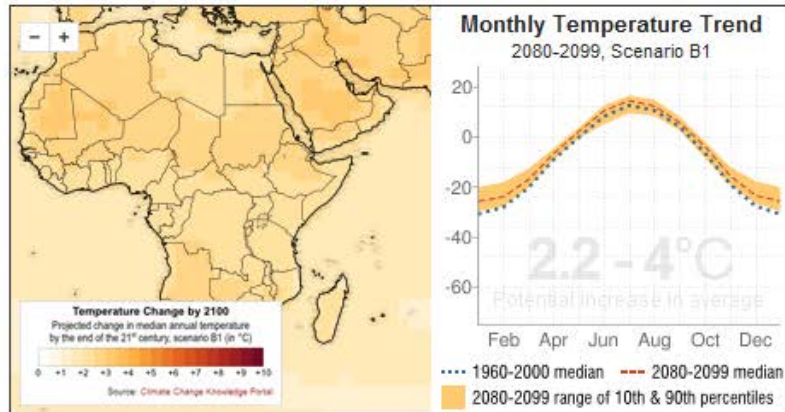 − +
Temperature Change by 2100
Projected change in median annual temperature
by the end of the 21st century, scenario B1 (in °C)
0 +1 +2 +3 +4 +5 +6 +7 +8 +9 +10
Source: Climate Change Knowledge Portal
Monthly Temperature Trend
2080-2099, Scenario B1
20
0
-20
-40
-60
2.2 - 4°C
Potential increase in average
Feb Apr Jun Aug Oct Dec
1960-2000 median 2080-2099 median
2080-2099 range of 10th & 90th percentiles